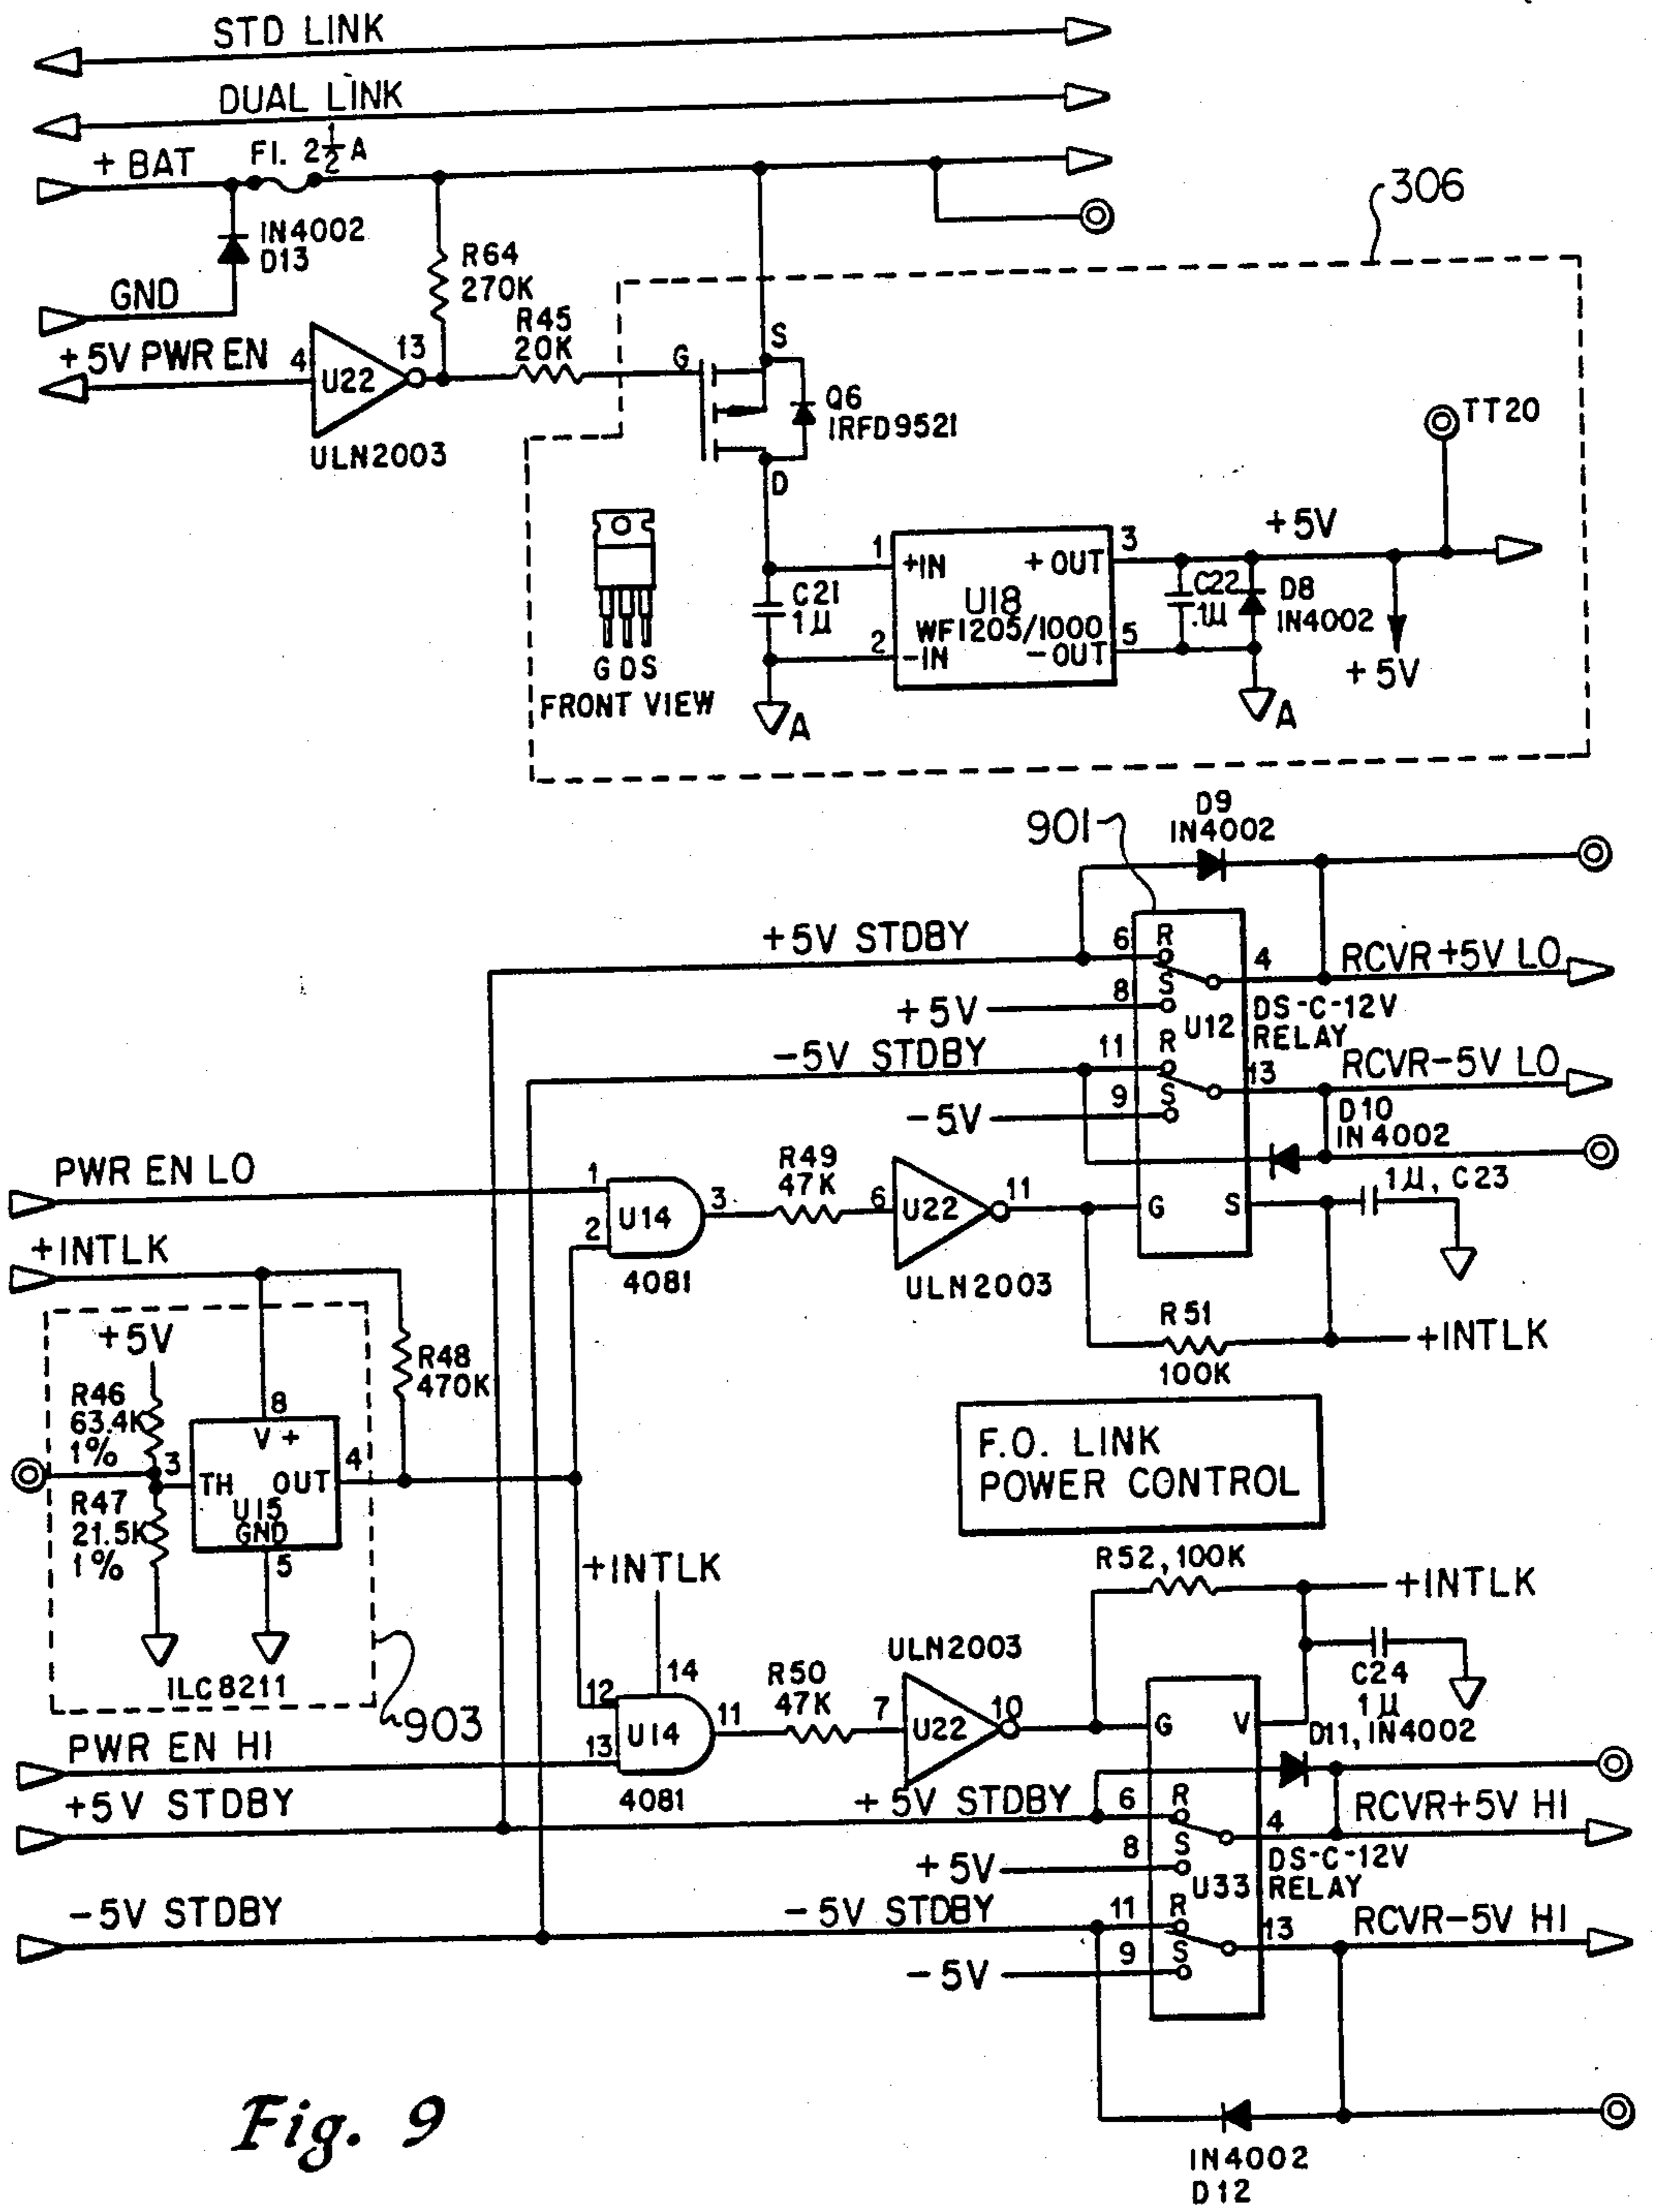 STD LINK
DUAL LINK
+ BAT
F1. 2 1/2 A
306
IN4002
D13
GND
R64
270K
R45
20K
+5V PWR EN
4
U22
13
ULN2003
G
S
D
Q6
IRFD9521
TT20
G D S
FRONT VIEW
C21
1µ
A
1
+IN
+ OUT
3
U18
WF1205/1000
2
-IN
- OUT
5
+5V
C22
.1µ
D8
IN4002
+5V
A
D9
IN4002
901
+5V STDBY
6
R
S
4
RCVR+5V LO
+5V
8
U12
DS-C-12V
RELAY
-5V STDBY
11
R
S
13
RCVR-5V LO
-5V
9
D10
IN4002
PWR EN LO
1
2
U14
3
4081
R49
47K
6
U22
11
ULN2003
G
S
1µ, C23
R51
100K
+INTLK
+INTLK
+5V
R46
63.4K
1%
R48
470K
8
V+
3
TH
OUT
4
U15
GND
5
R47
21.5K
1%
ILC8211
903
F.O. LINK
POWER CONTROL
R52, 100K
+INTLK
+INTLK
14
12
13
U14
11
4081
R50
47K
ULN2003
7
U22
10
G
V
C24
1µ
D11, IN4002
PWR EN HI
+5V STDBY
+5V STDBY
6
R
S
4
RCVR+5V HI
+5V
8
U33
DS-C-12V
RELAY
-5V STDBY
-5V STDBY
11
R
S
13
RCVR-5V HI
-5V
9
IN4002
D12
Fig. 9